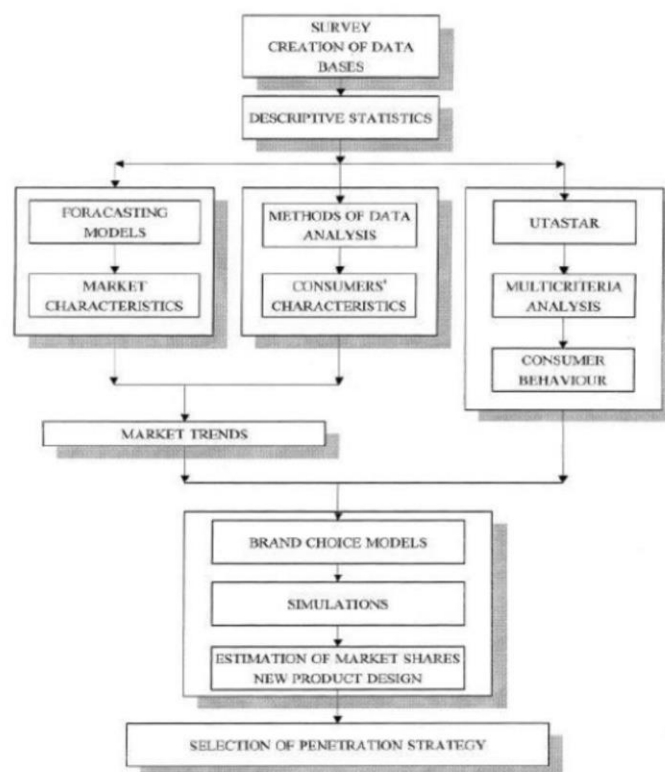 SURVEY
CREATION OF DATA
BASES
DESCRIPTIVE STATISTICS
FORACASTING
MODELS
MARKET
CHARACTERISTICS
METHODS OF DATA
ANALYSIS
CONSUMERS'
CHARACTERISTICS
UTASTAR
MULTICRITERIA
ANALYSIS
CONSUMER
BEHAVIOUR
MARKET TRENDS
BRAND CHOICE MODELS
SIMULATIONS
ESTIMATION OF MARKET SHARES
NEW PRODUCT DESIGN
SELECTION OF PENETRATION STRATEGY